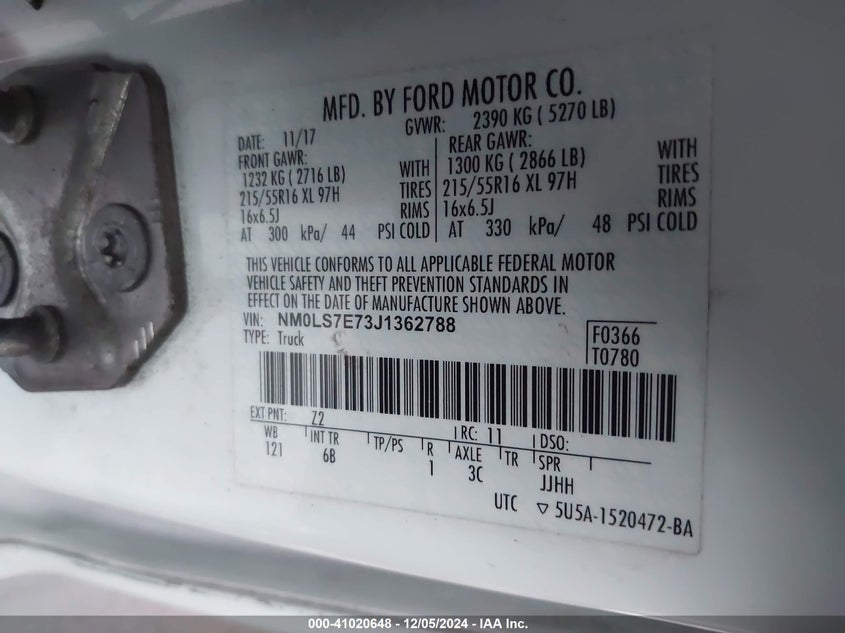 MFD. BY FORD MOTOR CO.
DATE: 11/17 GVWR: 2390 KG ( 5270 LB)
FRONT GAWR: REAR GAWR:
1232 KG ( 2716 LB) WITH 1300 KG ( 2866 LB) WITH
215/55R16 XL 97H TIRES 215/55R16 XL 97H TIRES
16x6.5J RIMS 16x6.5J RIMS
AT 300 kPa/ 44 PSI COLD AT 330 kPa/ 48 PSI COLD
THIS VEHICLE CONFORMS TO ALL APPLICABLE FEDERAL MOTOR
VEHICLE SAFETY AND THEFT PREVENTION STANDARDS IN
EFFECT ON THE DATE OF MANUFACTURE SHOWN ABOVE.
VIN: NM0LS7E73J1362788 F0366
TYPE: Truck T0780
EXT PNT: Z2 RC: 11 DSO:
WB INT TR TP/PS R AXLE TR SPR
121 6B 1 3C JJHH
UTC ▽ 5U5A-1520472-BA
000-41020648 - 12/05/2024 - IAA Inc.